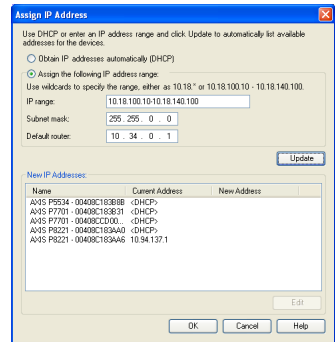 Assign IP Address
Use DHCP or enter an IP address range and click Update to automatically list available
addresses for the devices.
Obtain IP addresses automatically (DHCP)
Assign the following IP address range:
Use wildcards to specify the range, either as 10.18.* or 10.18.100.10 - 10.18.140.100.
IP range: 10.18.100.10-10.18.140.100
Subnet mask: 255. 255. 0 . 0
Default router: 10 . 34 . 0 . 1
Update
New IP Addresses:
Name Current Address New Address
AXIS P5534 - 00408C183B8B <DHCP>
AXIS P7701 - 00408C183B31 <DHCP>
AXIS P7701 - 00408CCD00... <DHCP>
AXIS P8221 - 00408C183AA0 <DHCP>
AXIS P8221 - 00408C183AA6 10.94.137.1
Edit
OK Cancel Help